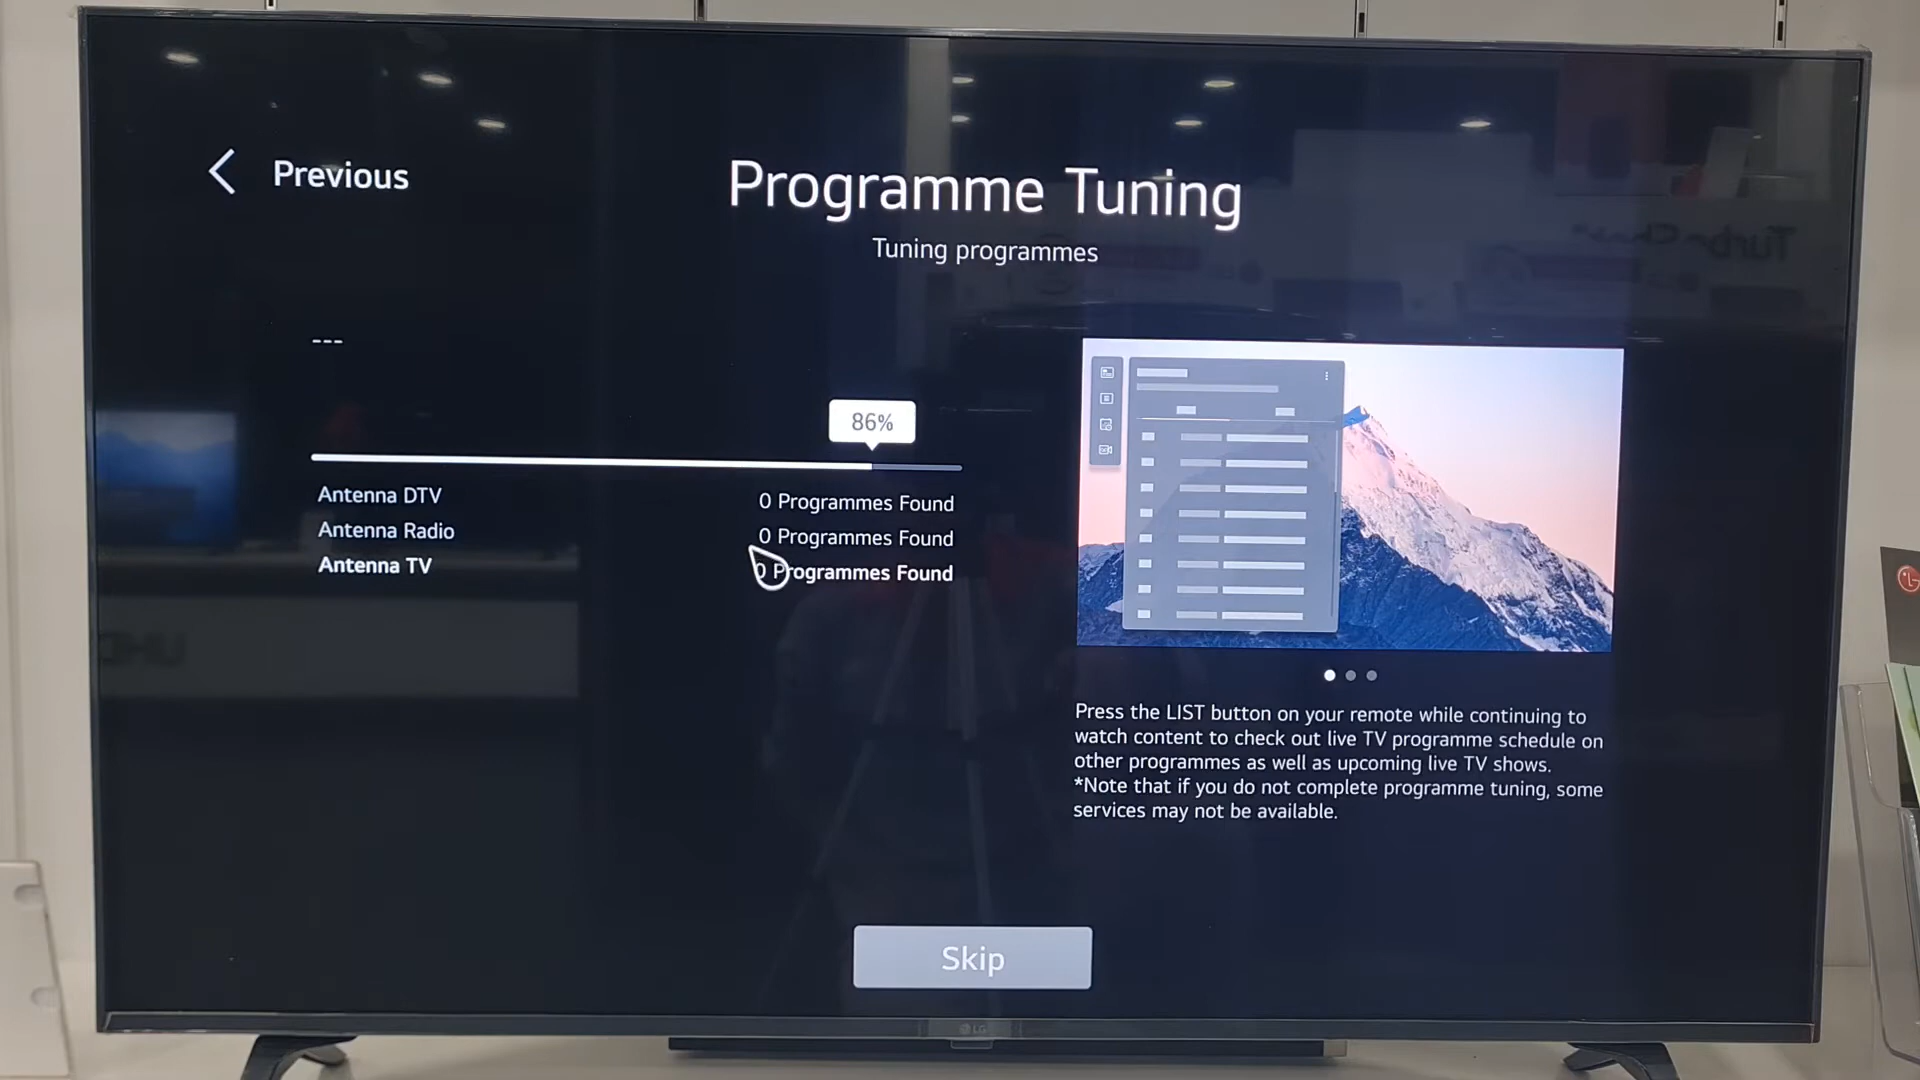 Previous
Programme Tuning
Tuning programmes
---
86%
Antenna DTV
0 Programmes Found
Antenna Radio
0 Programmes Found
Antenna TV
0 Programmes Found
Press the LIST button on your remote while continuing to
watch content to check out live TV programme schedule on
other programmes as well as upcoming live TV shows.
*Note that if you do not complete programme tuning, some
services may not be available.
Skip
LG